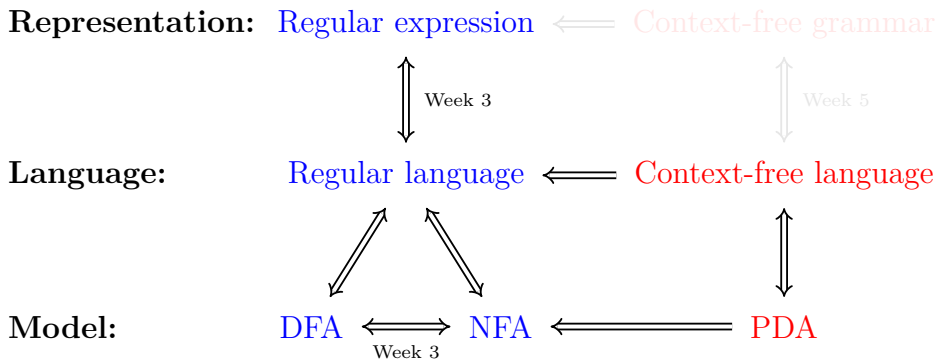 Representation: Regular expression Context-free grammar
Week 3 Week 5
Language: Regular language Context-free language
Model: DFA NFA PDA
Week 3